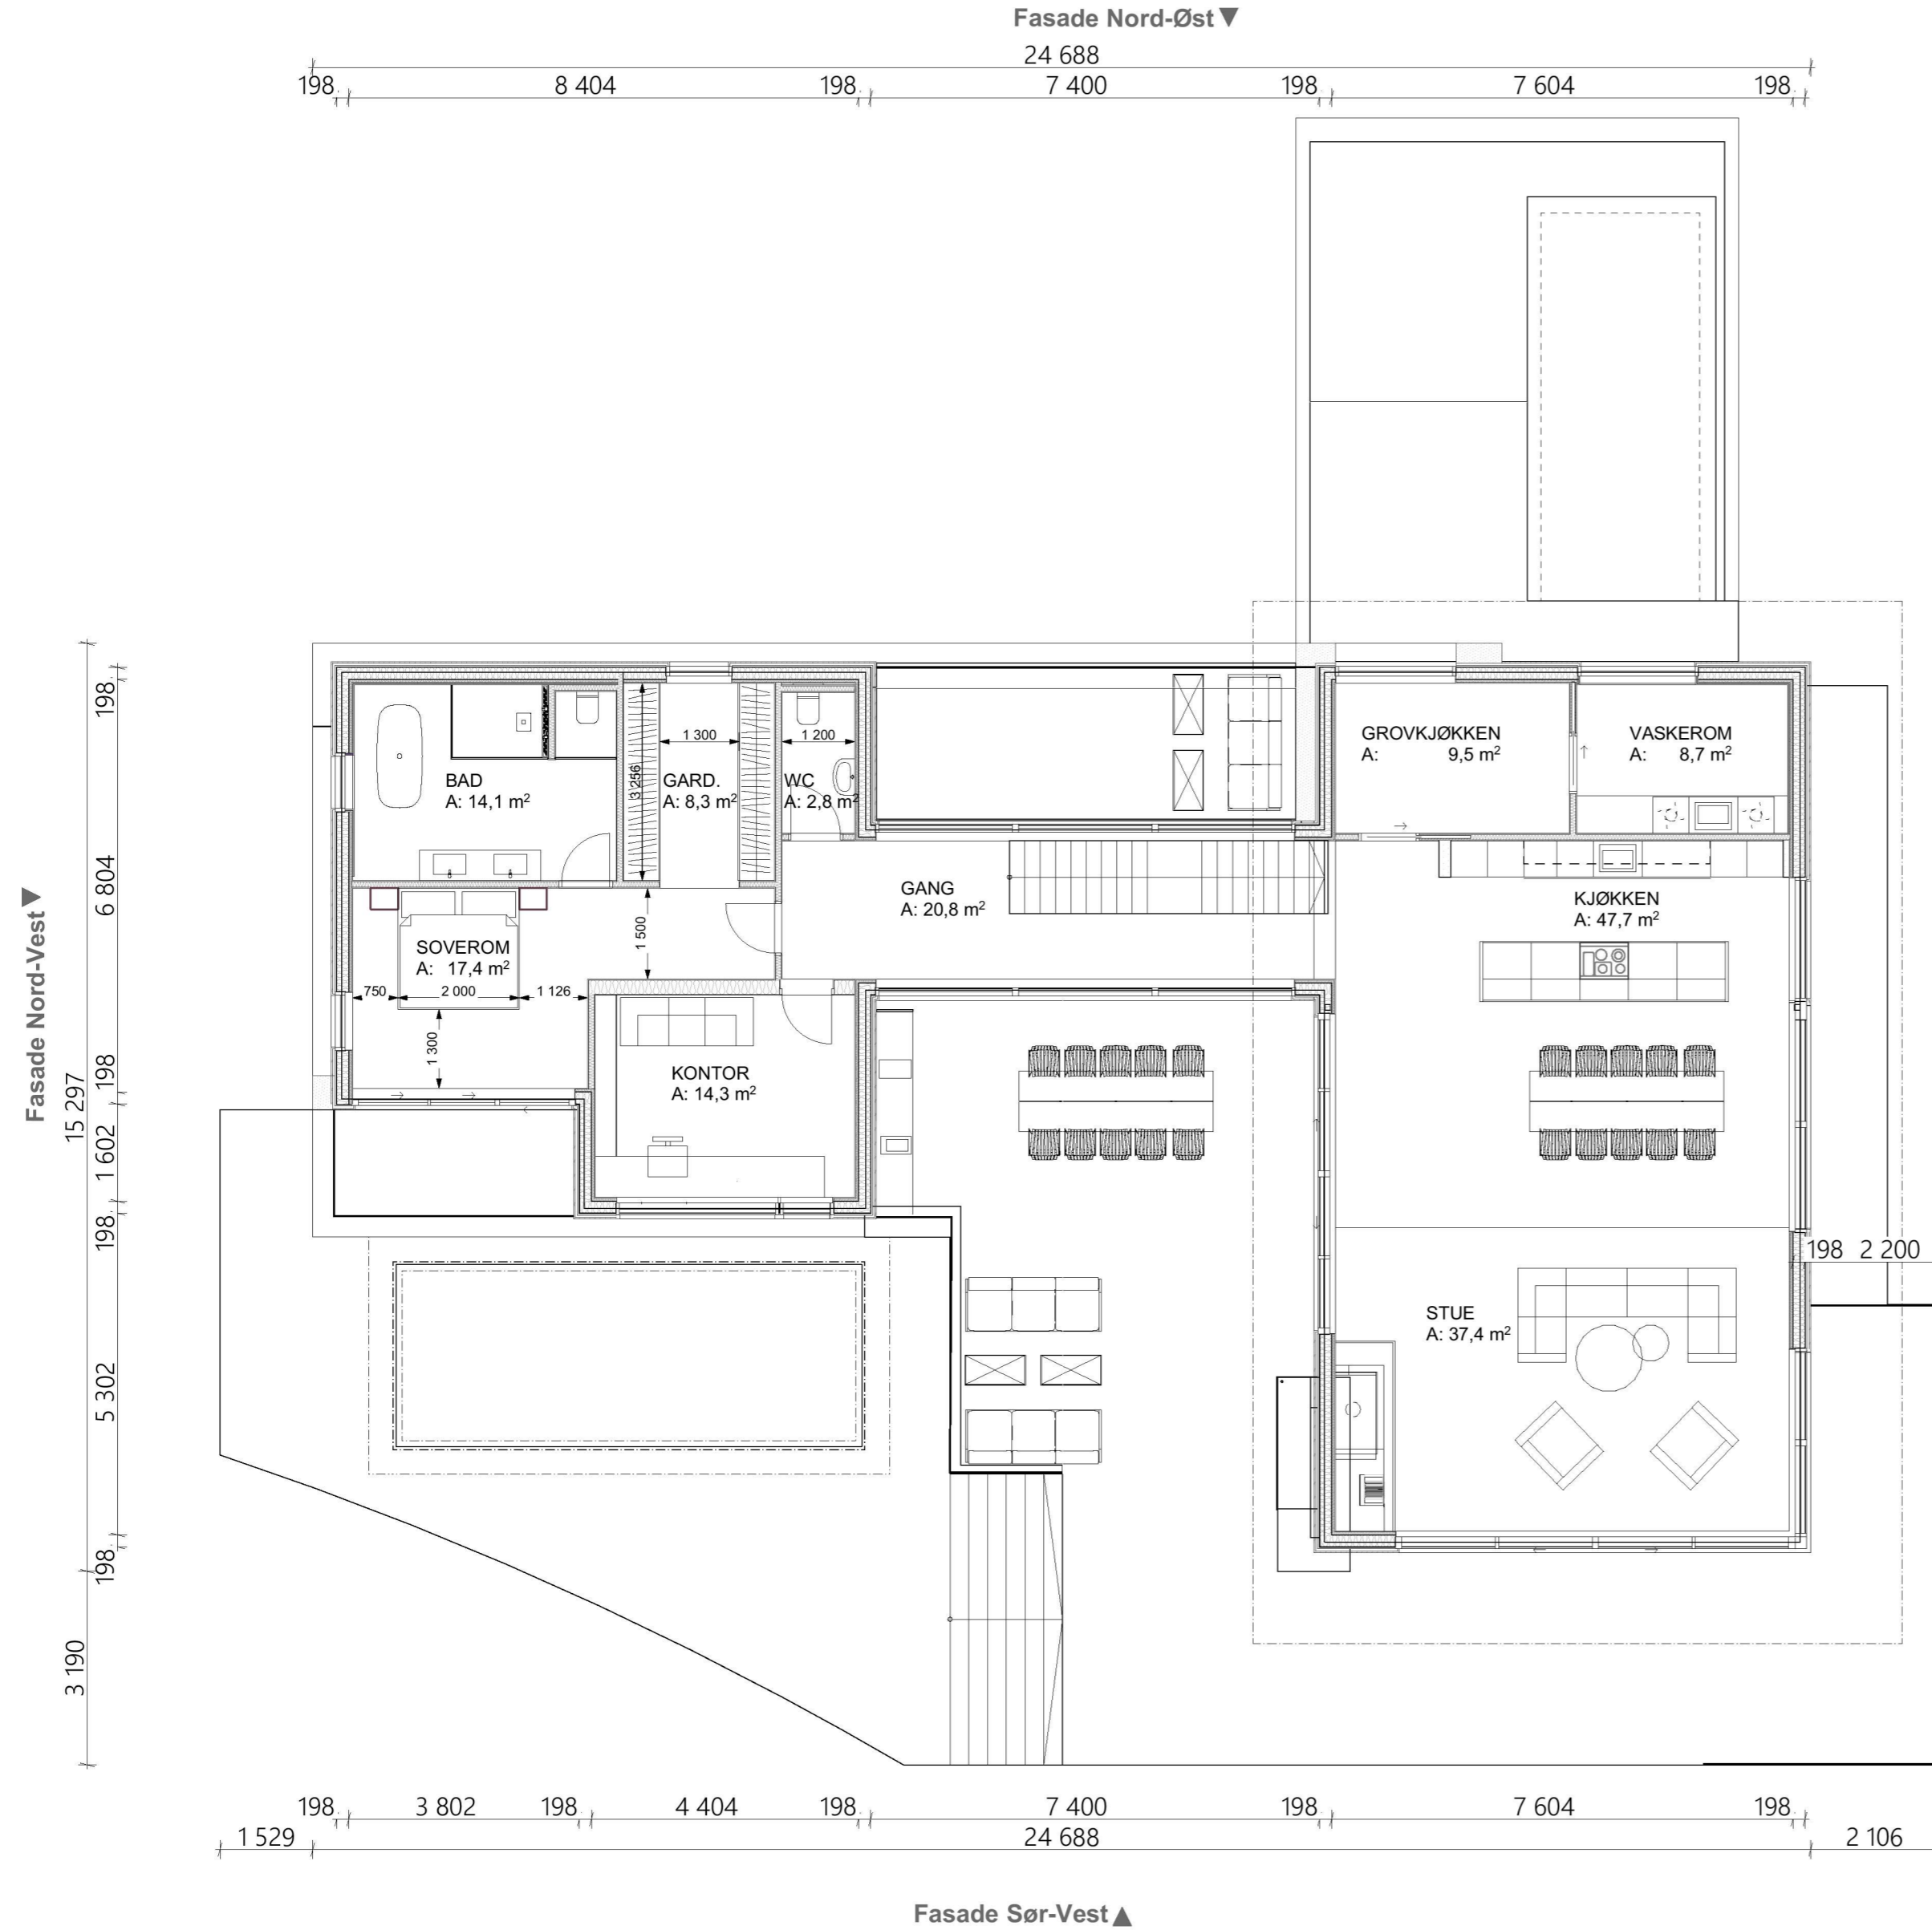 Fasade Nord-Øst ▼
24 688
198 8 404 198 7 400 198 7 604 198
198
6 804
198
1 602
198
5 302
198
15 297
3 190
Fasade Nord-Vest ▼
BAD
A: 14,1 m²
3 256
1 300
GARD.
A: 8,3 m²
1 200
WC
A: 2,8 m²
GROVKJØKKEN
A: 9,5 m²
VASKEROM
A: 8,7 m²
GANG
A: 20,8 m²
KJØKKEN
A: 47,7 m²
SOVEROM
A: 17,4 m²
750 2 000 1 126
1 500
1 300
KONTOR
A: 14,3 m²
198 2 200
STUE
A: 37,4 m²
198 3 802 198 4 404 198 7 400 198 7 604 198
1 529 24 688 2 106
Fasade Sør-Vest ▲